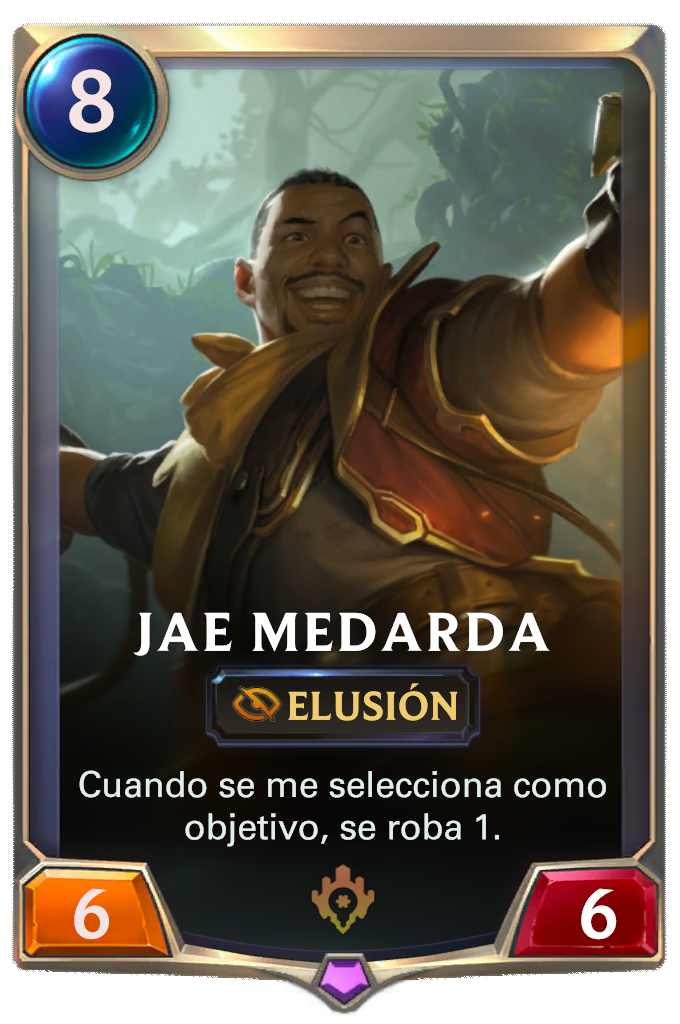 8
JAE MEDARDA
ELUSIÓN
Cuando se me selecciona como
objetivo, se roba 1.
6
6